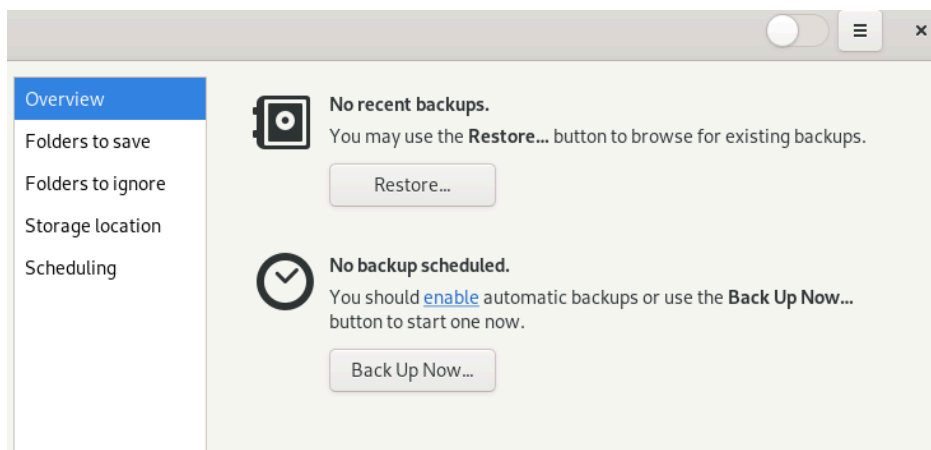 Overview
Folders to save
Folders to ignore
Storage location
Scheduling
No recent backups.
You may use the Restore... button to browse for existing backups.
Restore...
No backup scheduled.
You should enable automatic backups or use the Back Up Now...
button to start one now.
Back Up Now...